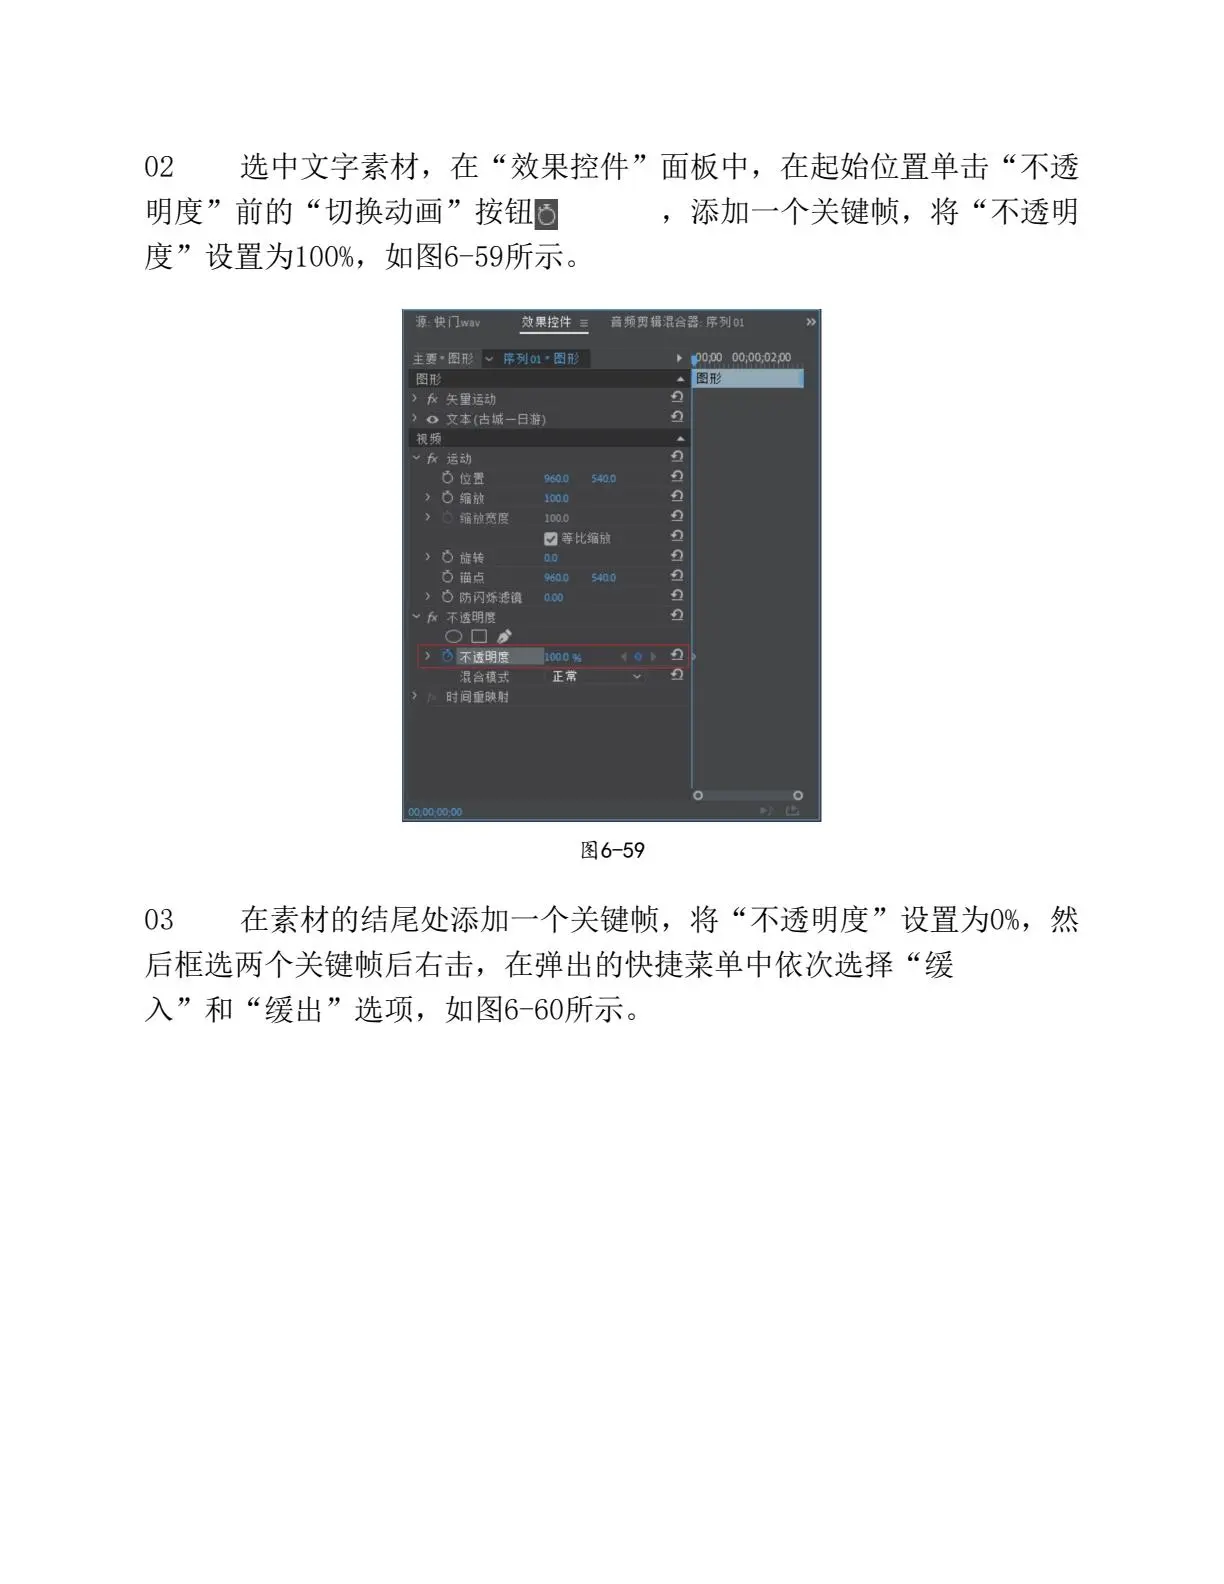 02 选中文字素材，在“效果控件”面板中，在起始位置单击“不透
明度”前的“切换动画”按钮 ，添加一个关键帧，将“不透明
度”设置为100%，如图6-59所示。
源: 快门.wav 效果控件 音频剪辑混合器: 序列 01 »
主要 * 图形 序列 01 * 图形 00;00 00;00;02;00
图形 图形
fx 矢量运动
文本(古城一日游)
视频
fx 运动
位置 960.0 540.0
缩放 100.0
缩放宽度 100.0
等比缩放
旋转 0.0
锚点 960.0 540.0
防闪烁滤镜 0.00
fx 不透明度
不透明度 100.0 %
混合模式 正常
fx 时间重映射
00;00;00;00
图6-59
03 在素材的结尾处添加一个关键帧，将“不透明度”设置为0%，然
后框选两个关键帧后右击，在弹出的快捷菜单中依次选择“缓
入”和“缓出”选项，如图6-60所示。